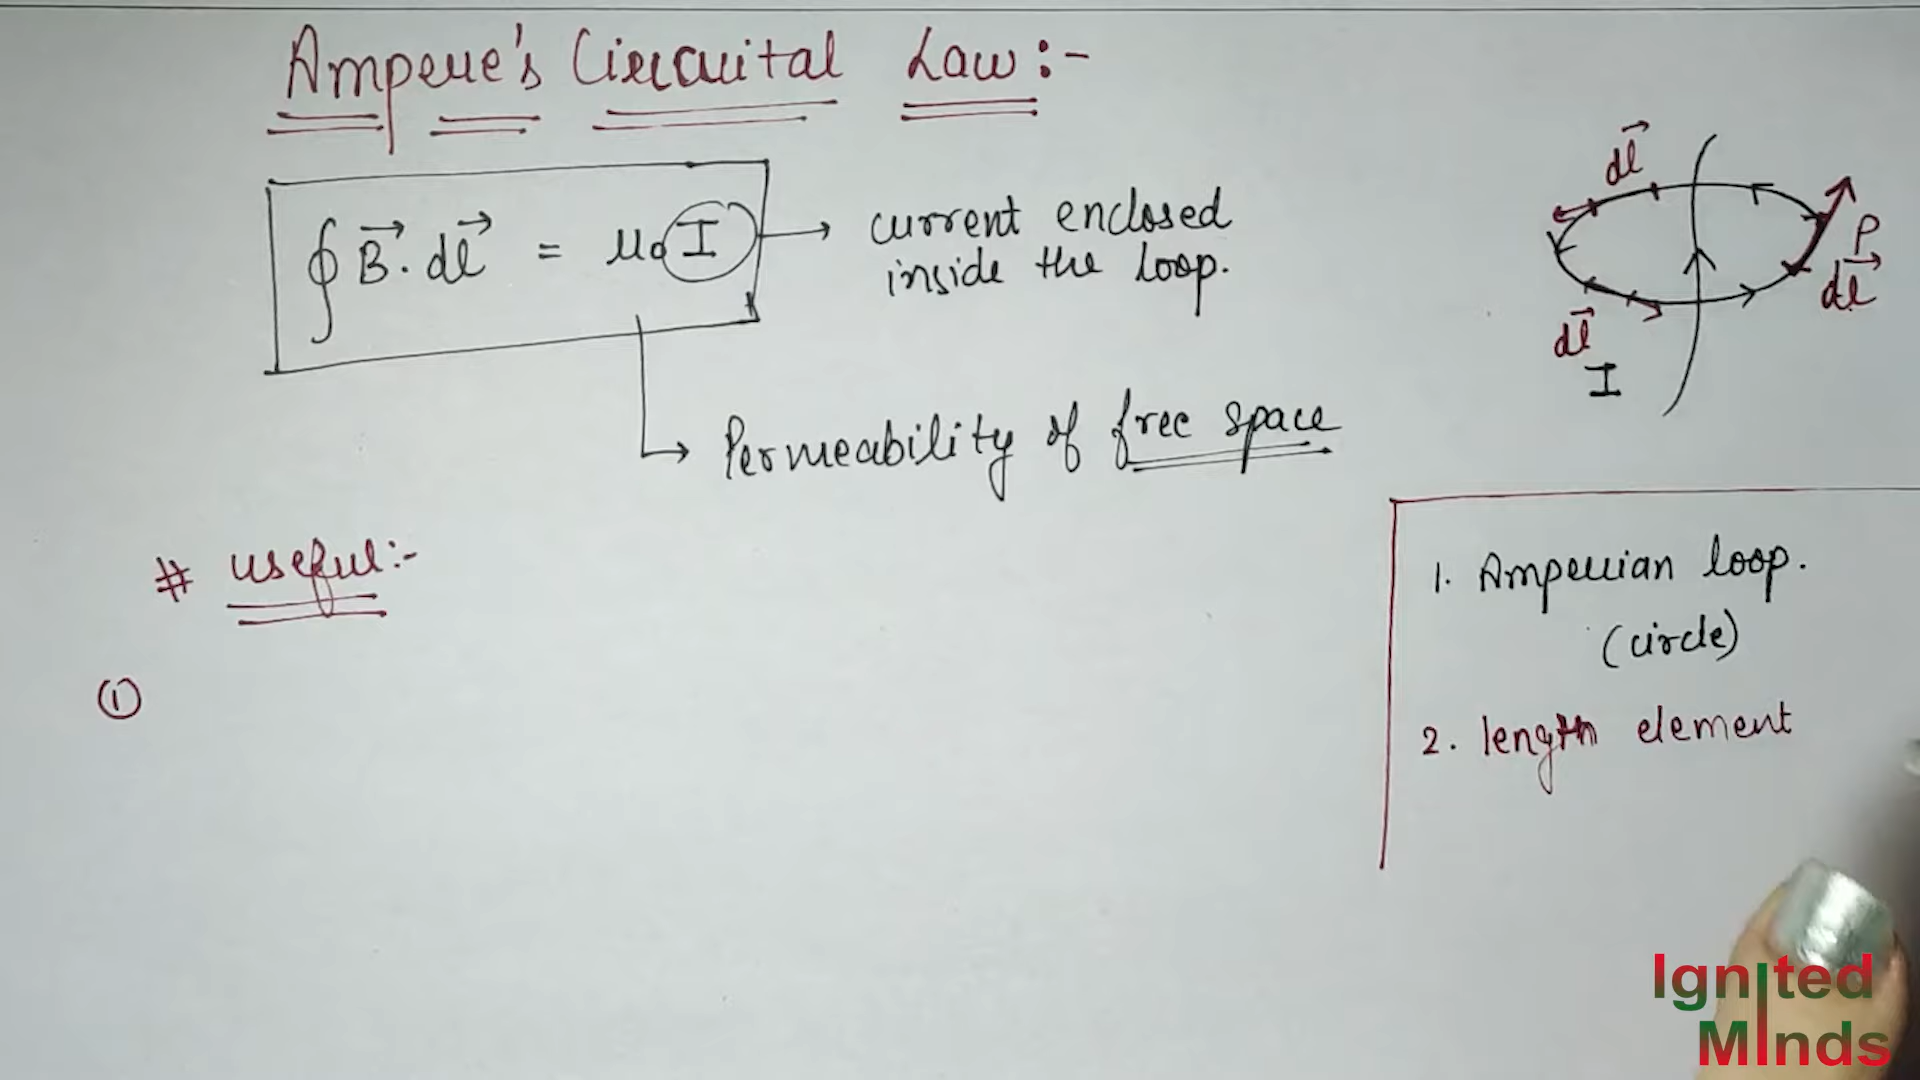 Ampere's Circuital Law :-
∮ B⃗ . dl⃗ = μ₀ I → current enclosed
inside the loop.
Permeability of free space
dl⃗
P
dl⃗
dl⃗
I
# useful :-
①
1. Amperian loop.
(circle)
2. length element
Ignited
Minds